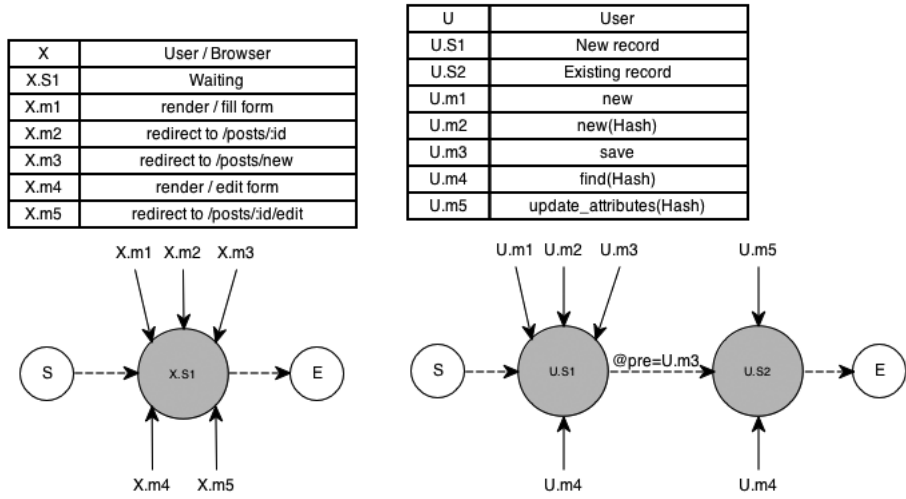 X User / Browser
X.S1 Waiting
X.m1 render / fill form
X.m2 redirect to /posts/:id
X.m3 redirect to /posts/new
X.m4 render / edit form
X.m5 redirect to /posts/:id/edit
U User
U.S1 New record
U.S2 Existing record
U.m1 new
U.m2 new(Hash)
U.m3 save
U.m4 find(Hash)
U.m5 update_attributes(Hash)
X.m1 X.m2 X.m3
S X.S1 E
X.m4 X.m5
U.m1 U.m2 U.m3 U.m5
@pre=U.m3
S U.S1 U.S2 E
U.m4 U.m4